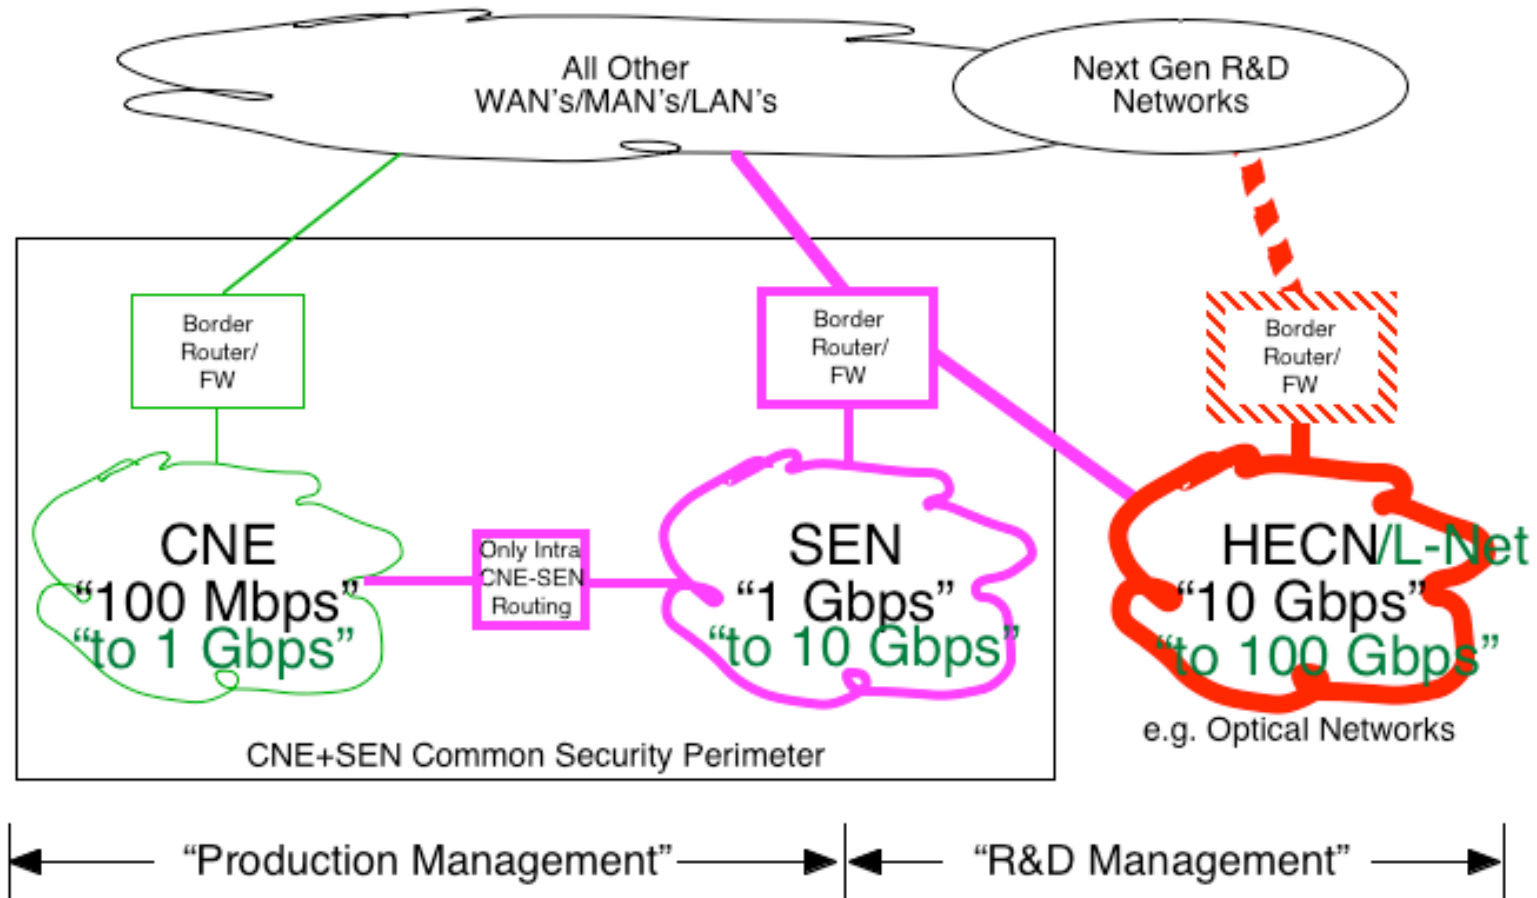 All Other
WAN's/MAN's/LAN's
Next Gen R&D
Networks
Border
Router/
FW
Border
Router/
FW
Border
Router/
FW
CNE
“100 Mbps”
“to 1 Gbps”
Only Intra
CNE-SEN
Routing
SEN
“1 Gbps”
“to 10 Gbps”
HECN/L-Net
“10 Gbps”
“to 100 Gbps”
e.g. Optical Networks
CNE+SEN Common Security Perimeter
“Production Management”
“R&D Management”